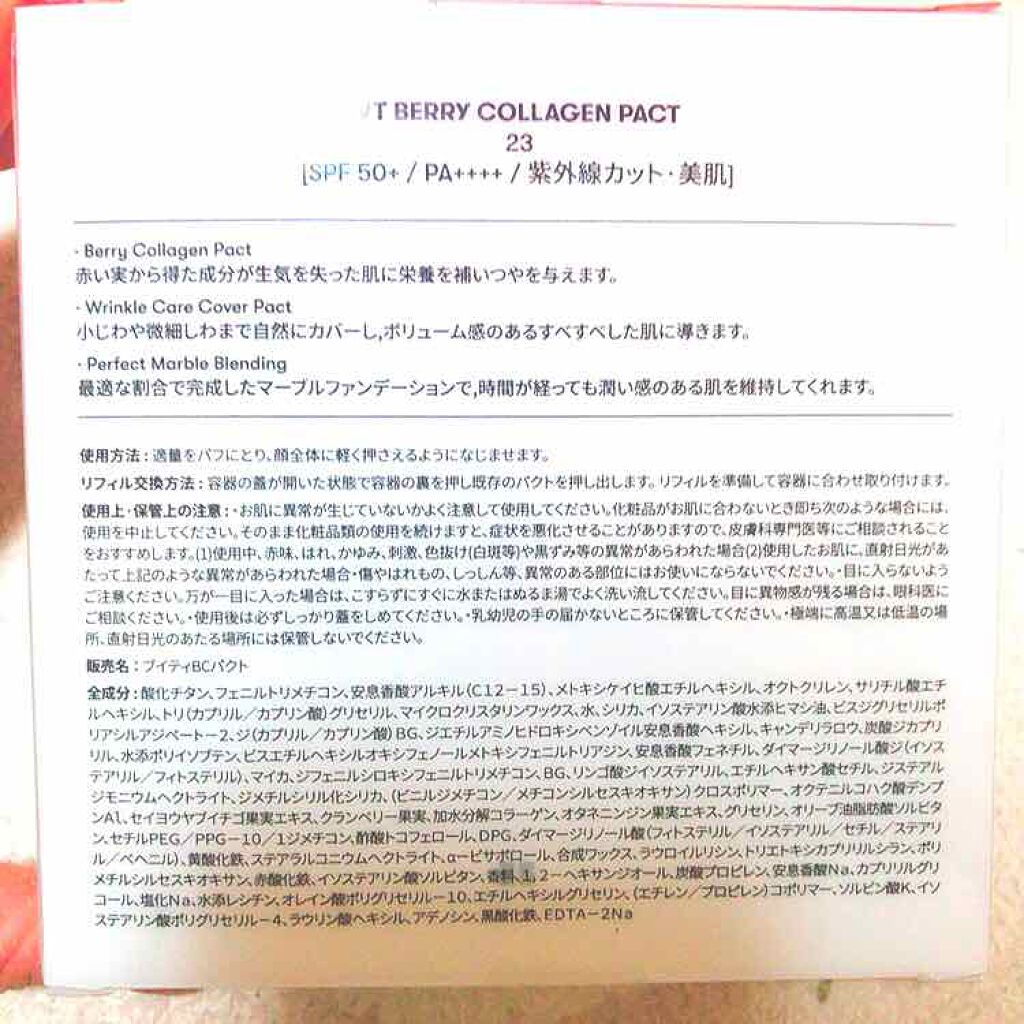 VT BERRY COLLAGEN PACT
23
[SPF 50+ / PA++++ / 紫外線カット・美肌]
· Berry Collagen Pact
赤い実から得た成分が生気を失った肌に栄養を補いつやを与えます。
· Wrinkle Care Cover Pact
小じわや微細しわまで自然にカバーし,ボリューム感のあるすべすべした肌に導きます。
· Perfect Marble Blending
最適な割合で完成したマーブルファンデーションで,時間が経っても潤い感のある肌を維持してくれます。
使用方法 : 適量をパフにとり、顔全体に軽く押さえるようになじませます。
リフィル交換方法 : 容器の蓋が開いた状態で容器の裏を押し既存のパクトを押し出します。リフィルを準備して容器に合わせ取り付けます。
使用上・保管上の注意 : ・お肌に異常が生じていないかよく注意して使用してください。化粧品がお肌に合わないとき即ち次のような場合には、
使用を中止してください。そのまま化粧品類の使用を続けますと、症状を悪化させることがありますので、皮膚科専門医等にご相談されること
をおすすめします。(1)使用中、赤味、はれ、かゆみ、刺激、色抜け(白斑等)や黒ずみ等の異常があらわれた場合(2)使用したお肌に、直射日光があ
たって上記のような異常があらわれた場合・傷やはれもの、しっしん等、異常のある部位にはお使いにならないでください。・目に入らないよう
ご注意ください。万が一目に入った場合は、こすらずにすぐに水またはぬるま湯でよく洗い流してください。目に異物感が残る場合は、眼科医に
ご相談ください。・使用後は必ずしっかり蓋をしめてください。・乳幼児の手の届かないところに保管してください。・極端に高温又は低温の場
所、直射日光のあたる場所には保管しないでください。
販売名 : ブイティBCパクト
全成分 : 酸化チタン、フェニルトリメチコン、安息香酸アルキル(C12－15)、メトキシケイヒ酸エチルヘキシル、オクトクリレン、サリチル酸エチ
ルヘキシル、トリ(カプリル／カプリン酸)グリセリル、マイクロクリスタリンワックス、水、シリカ、イソステアリン酸水添ヒマシ油、ビスジグリセリルポ
リアシルアジペート－2、ジ(カプリル／カプリン酸)BG、ジエチルアミノヒドロキシベンゾイル安息香酸ヘキシル、キャンデリラロウ、炭酸ジカプリ
リル、水添ポリイソブテン、ビスエチルヘキシルオキシフェノールメトキシフェニルトリアジン、安息香酸フェネチル、ダイマージリノール酸ジ(イソス
テアリル／フィトステリル)、マイカ、ジフェニルシロキシフェニルトリメチコン、BG、リンゴ酸ジイソステアリル、エチルヘキサン酸セチル、ジステアル
ジモニウムヘクトライト、ジメチルシリル化シリカ、(ビニルジメチコン／メチコンシルセスキオキサン)クロスポリマー、オクテニルコハク酸デンプ
ンAl、セイヨウヤブイチゴ果実エキス、クランベリー果実、加水分解コラーゲン、オタネニンジン果実エキス、グリセリン、オリーブ油脂肪酸ソルビタ
ン、セチルPEG／PPG－10／1ジメチコン、酢酸トコフェロール、DPG、ダイマージリノール酸(フィトステリル／イソステアリル／セチル／ステアリ
ル／ベヘニル)、黄酸化鉄、ステアラルコニウムヘクトライト、α－ビサボロール、合成ワックス、ラウロイルリシン、トリエトキシカプリリルシラン、ポリ
メチルシルセスキオキサン、赤酸化鉄、イソステアリン酸ソルビタン、香料、1,2－ヘキサンジオール、炭酸プロピレン、安息香酸Na、カプリリルグリ
コール、塩化Na、水添レシチン、オレイン酸ポリグリセリル－10、エチルヘキシルグリセリン、(エチレン／プロピレン)コポリマー、ソルビン酸K、イソ
ステアリン酸ポリグリセリル－4、ラウリン酸ヘキシル、アデノシン、黒酸化鉄、EDTA－2Na